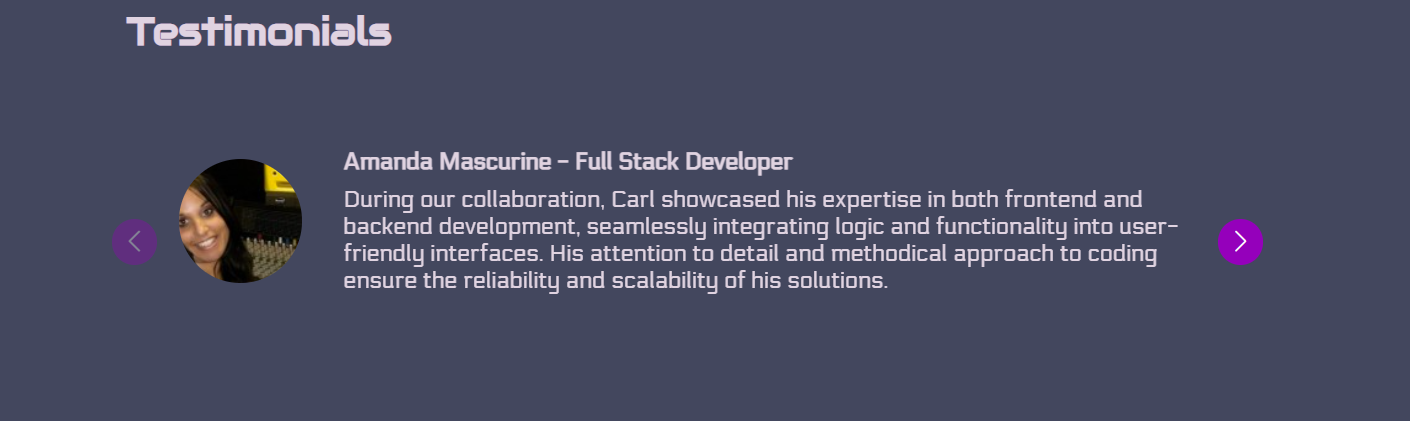 Testimonials
Amanda Mascurine - Full Stack Developer
During our collaboration, Carl showcased his expertise in both frontend and
backend development, seamlessly integrating logic and functionality into user-
friendly interfaces. His attention to detail and methodical approach to coding
ensure the reliability and scalability of his solutions.